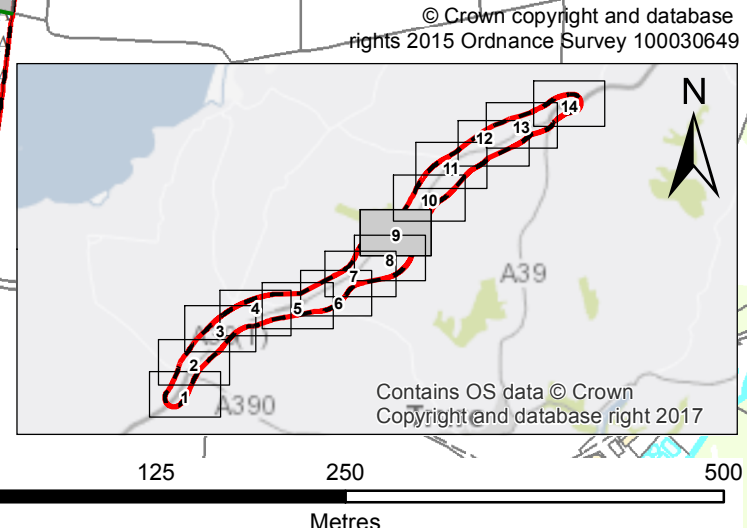 © Crown copyright and database
rights 2015 Ordnance Survey 100030649
N
14
13
12
11
10
9
8
A39
7
6
5
4
3
2
1
A390
Contains OS data © Crown
Copyright and database right 2017
125 250 500
Metres